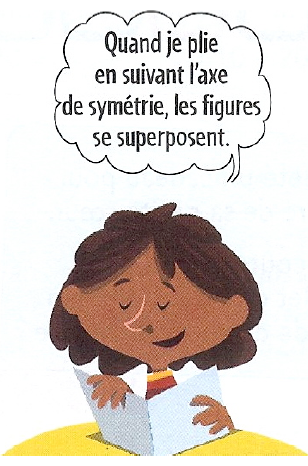 Quand je plie
en suivant l'axe
de symétrie, les figures
se superposent.